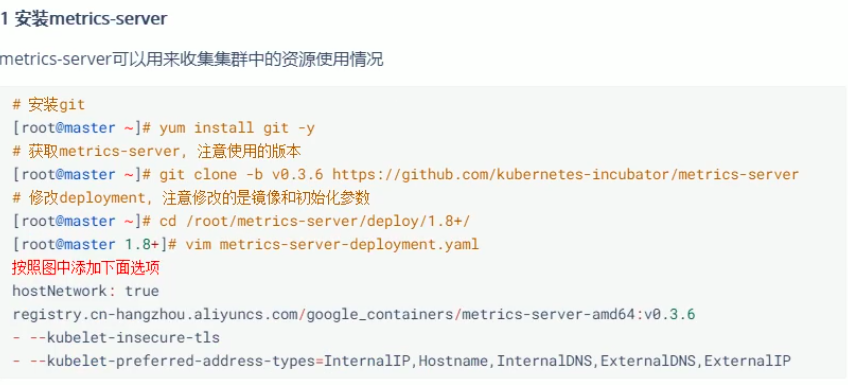 1 安装metrics-server
metrics-server可以用来收集集群中的资源使用情况
# 安装git
[root@master ~]# yum install git -y
# 获取metrics-server, 注意使用的版本
[root@master ~]# git clone -b v0.3.6 https://github.com/kubernetes-incubator/metrics-server
# 修改deployment, 注意修改的是镜像和初始化参数
[root@master ~]# cd /root/metrics-server/deploy/1.8+/
[root@master 1.8+]# vim metrics-server-deployment.yaml
按照图中添加下面选项
hostNetwork: true
registry.cn-hangzhou.aliyuncs.com/google_containers/metrics-server-amd64:v0.3.6
- --kubelet-insecure-tls
- --kubelet-preferred-address-types=InternalIP,Hostname,InternalDNS,ExternalDNS,ExternalIP